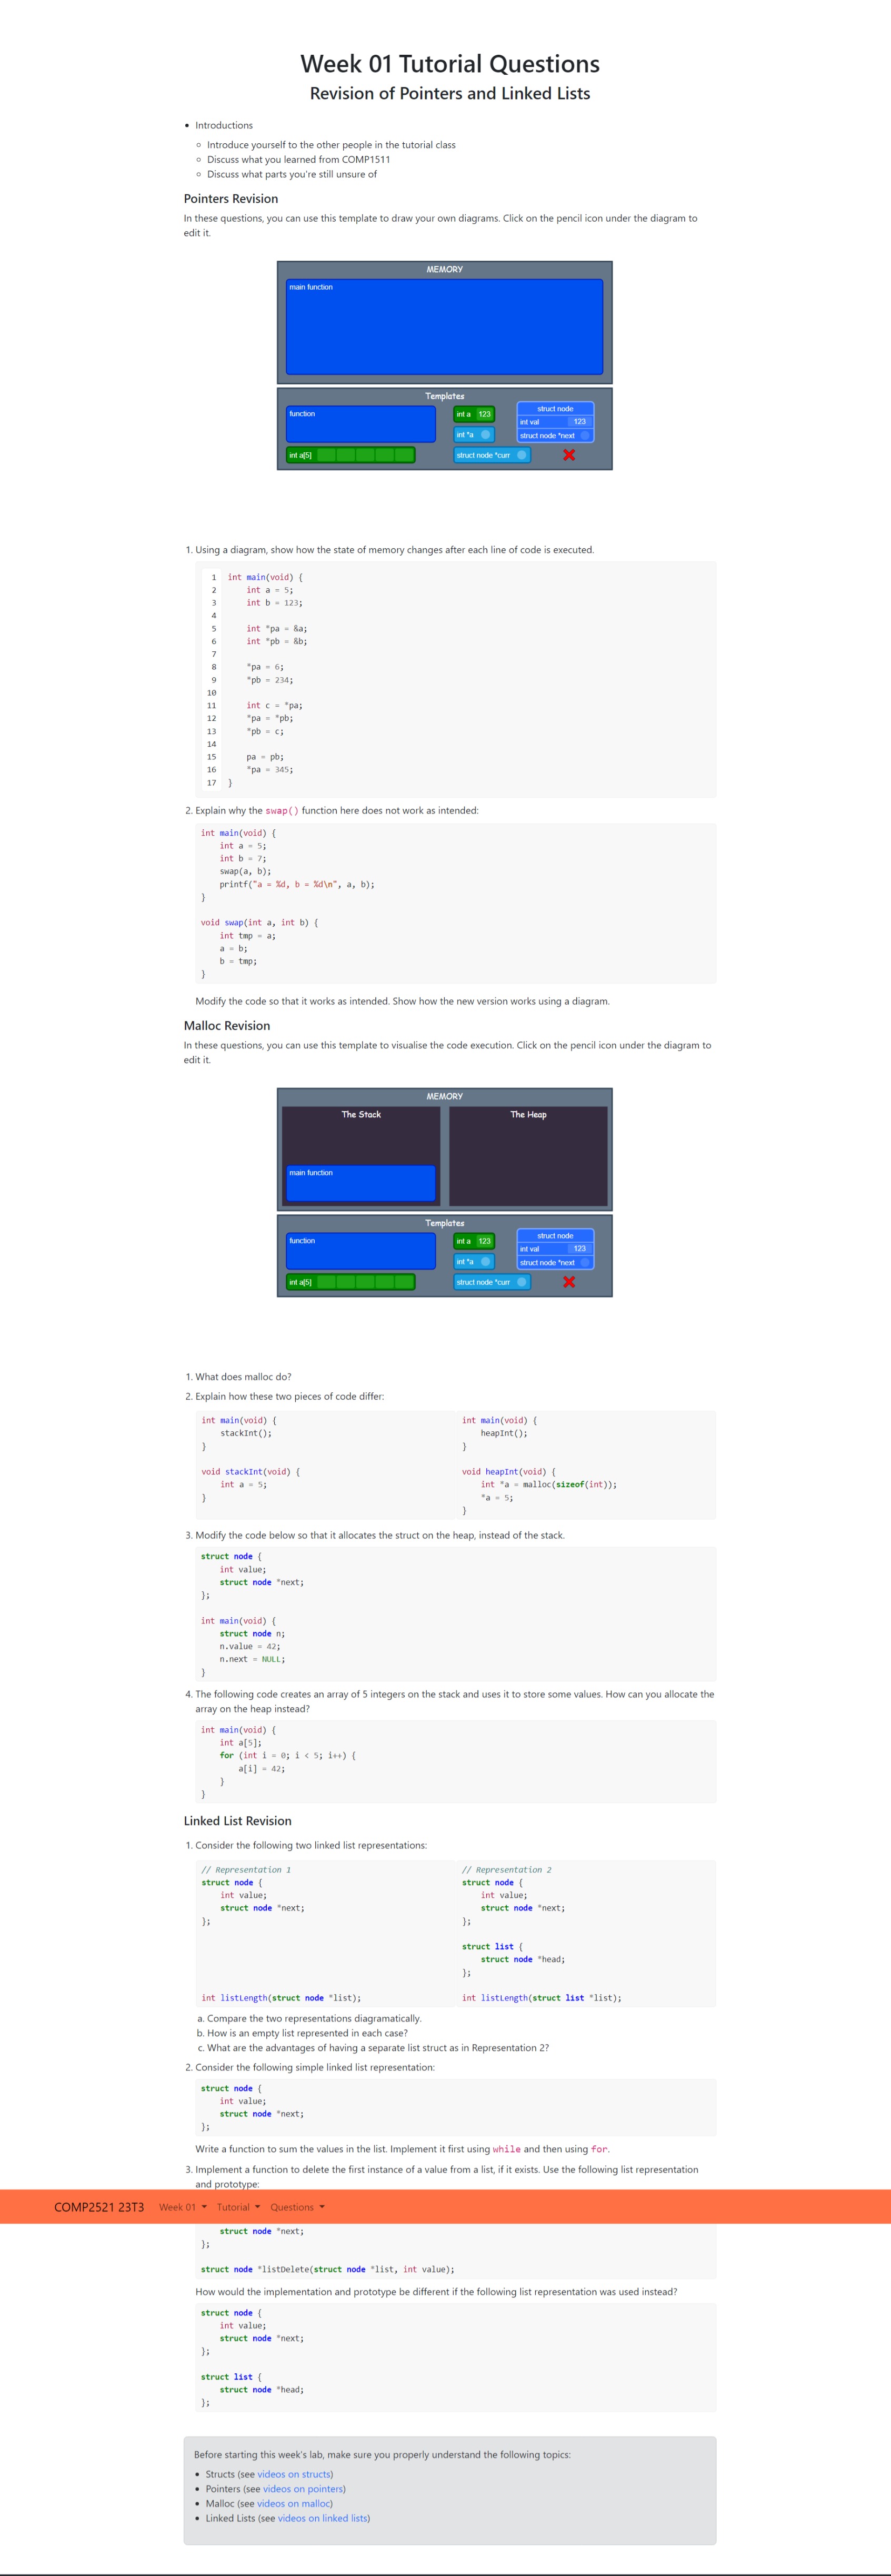 Week 01 Tutorial Questions
Revision of Pointers and Linked Lists
• Introductions
◦ Introduce yourself to the other people in the tutorial class
◦ Discuss what you learned from COMP1511
◦ Discuss what parts you're still unsure of
Pointers Revision
In these questions, you can use this template to draw your own diagrams. Click on the pencil icon under the diagram to
edit it.
MEMORY
main function
Templates
function
int a 123
struct node
int val 123
int *a
struct node *next
int a[5]
struct node *curr
1. Using a diagram, show how the state of memory changes after each line of code is executed.
1 int main(void) {
2     int a = 5;
3     int b = 123;
4
5     int *pa = &a;
6     int *pb = &b;
7
8     *pa = 6;
9     *pb = 234;
10
11     int c = *pa;
12     *pa = *pb;
13     *pb = c;
14
15     pa = pb;
16     *pa = 345;
17 }
2. Explain why the swap() function here does not work as intended:
int main(void) {
    int a = 5;
    int b = 7;
    swap(a, b);
    printf("a = %d, b = %d\n", a, b);
}
void swap(int a, int b) {
    int tmp = a;
    a = b;
    b = tmp;
}
Modify the code so that it works as intended. Show how the new version works using a diagram.
Malloc Revision
In these questions, you can use this template to visualise the code execution. Click on the pencil icon under the diagram to
edit it.
MEMORY
The Stack
The Heap
main function
Templates
function
int a 123
struct node
int val 123
int *a
struct node *next
int a[5]
struct node *curr
1. What does malloc do?
2. Explain how these two pieces of code differ:
int main(void) {
    stackInt();
}
void stackInt(void) {
    int a = 5;
}
int main(void) {
    heapInt();
}
void heapInt(void) {
    int *a = malloc(sizeof(int));
    *a = 5;
}
3. Modify the code below so that it allocates the struct on the heap, instead of the stack.
struct node {
    int value;
    struct node *next;
};
int main(void) {
    struct node n;
    n.value = 42;
    n.next = NULL;
}
4. The following code creates an array of 5 integers on the stack and uses it to store some values. How can you allocate the
array on the heap instead?
int main(void) {
    int a[5];
    for (int i = 0; i < 5; i++) {
        a[i] = 42;
    }
}
Linked List Revision
1. Consider the following two linked list representations:
// Representation 1
struct node {
    int value;
    struct node *next;
};
int listLength(struct node *list);
// Representation 2
struct node {
    int value;
    struct node *next;
};
struct list {
    struct node *head;
};
int listLength(struct list *list);
a. Compare the two representations diagramatically.
b. How is an empty list represented in each case?
c. What are the advantages of having a separate list struct as in Representation 2?
2. Consider the following simple linked list representation:
struct node {
    int value;
    struct node *next;
};
Write a function to sum the values in the list. Implement it first using while and then using for.
3. Implement a function to delete the first instance of a value from a list, if it exists. Use the following list representation
and prototype:
COMP2521 23T3 Week 01 Tutorial Questions
    struct node *next;
};
struct node *listDelete(struct node *list, int value);
How would the implementation and prototype be different if the following list representation was used instead?
struct node {
    int value;
    struct node *next;
};
struct list {
    struct node *head;
};
Before starting this week's lab, make sure you properly understand the following topics:
• Structs (see videos on structs)
• Pointers (see videos on pointers)
• Malloc (see videos on malloc)
• Linked Lists (see videos on linked lists)